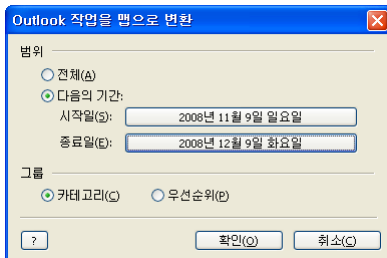 Outlook 작업을 맵으로 변환
범위
전체(A)
다음의 기간:
시작일(S): 2008년 11월 9일 일요일
종료일(E): 2008년 12월 9일 화요일
그룹
카테고리(C) 우선순위(P)
? 확인(O) 취소(C)